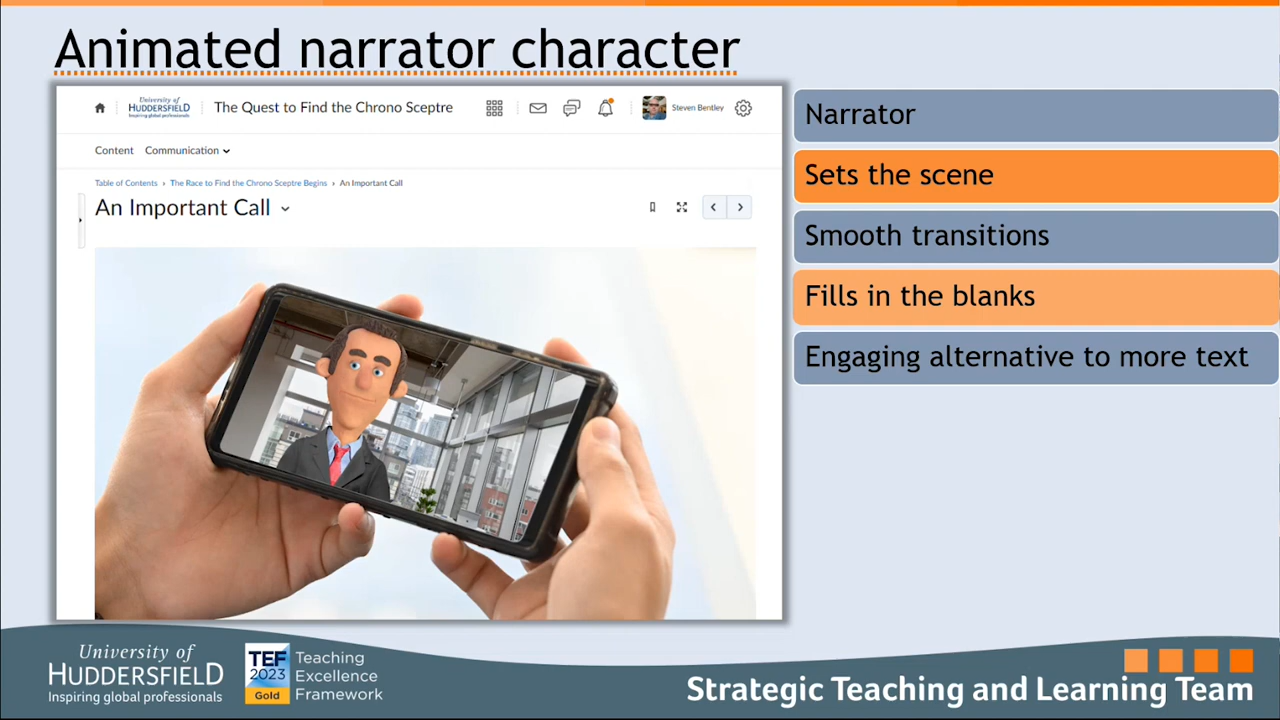 Animated narrator character
University of
HUDDERSFIELD
Inspiring global professionals
The Quest to Find the Chrono Sceptre
Steven Bentley
Content
Communication
Table of Contents › The Race to Find the Chrono Sceptre Begins › An Important Call
An Important Call
Narrator
Sets the scene
Smooth transitions
Fills in the blanks
Engaging alternative to more text
University of
HUDDERSFIELD
Inspiring global professionals
TEF
2023
Gold
Teaching
Excellence
Framework
Strategic Teaching and Learning Team